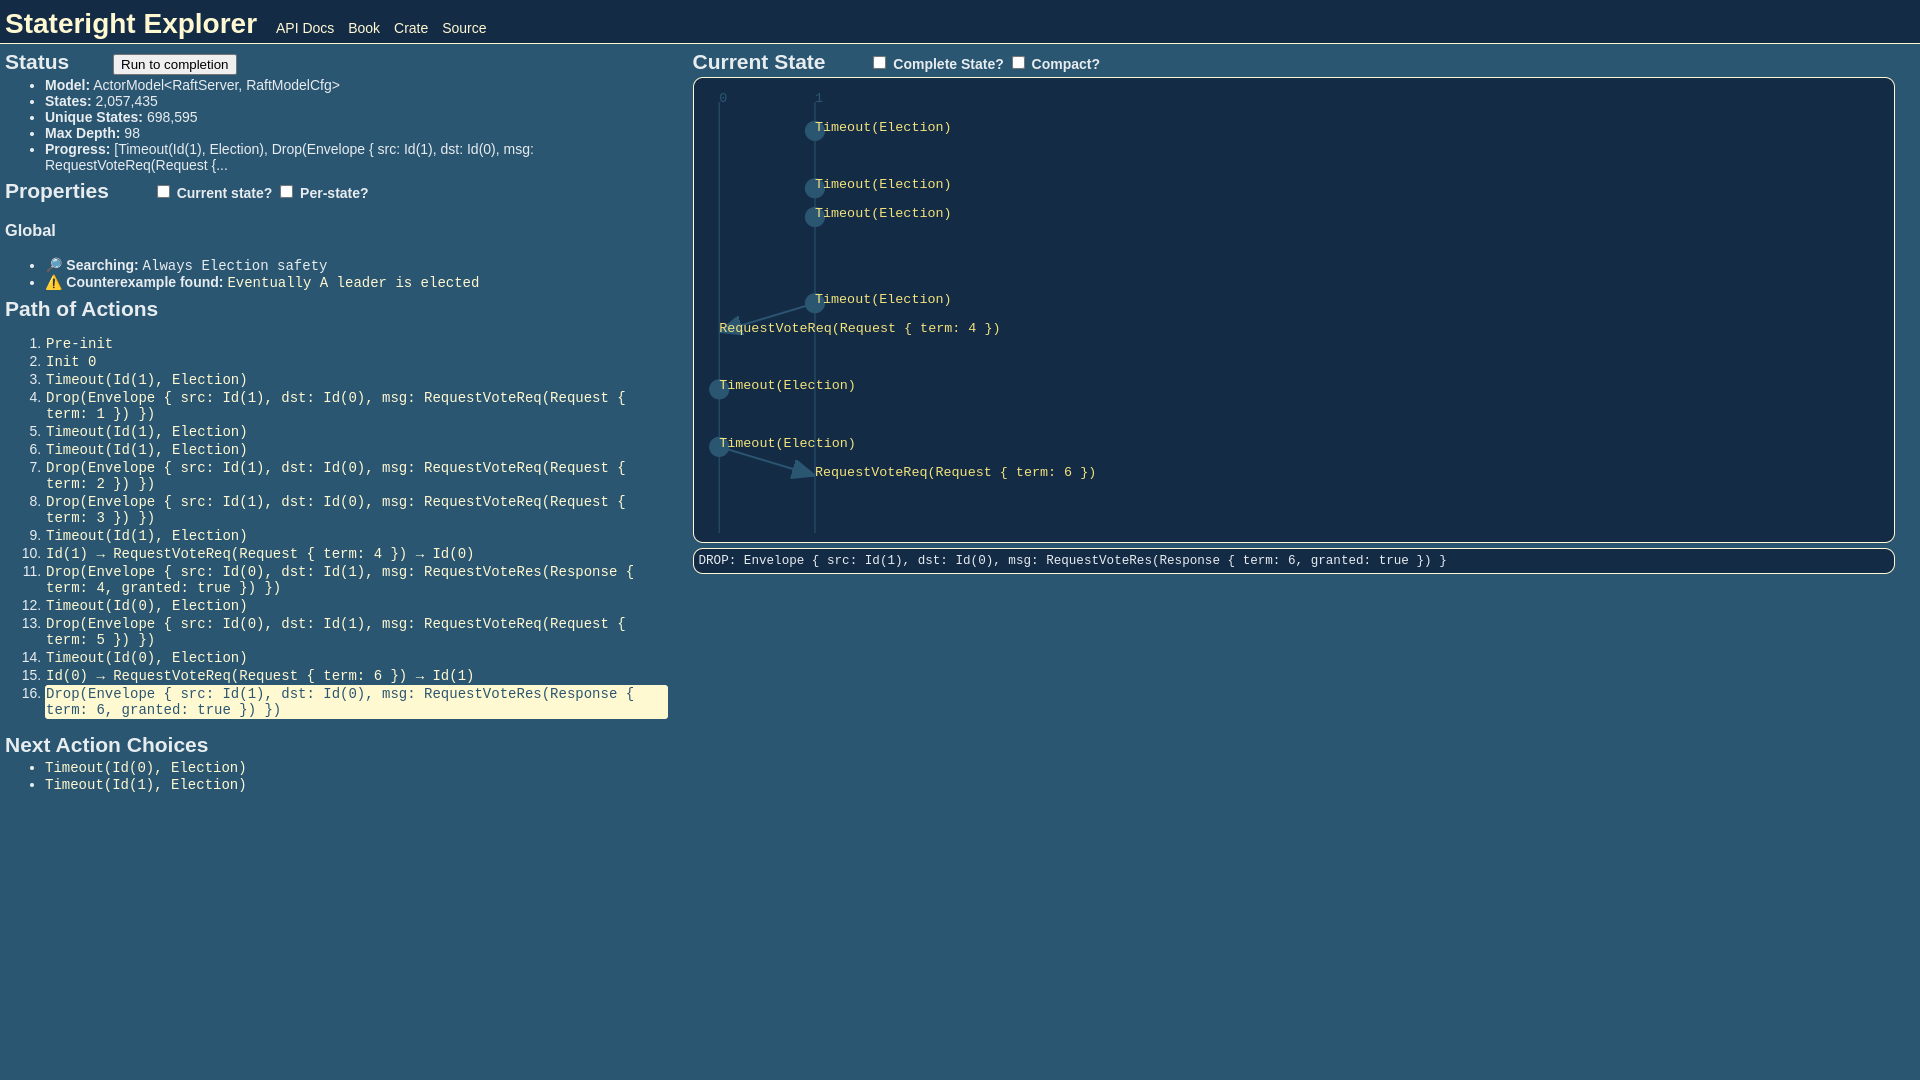 Stateright Explorer API Docs Book Crate Source
Status Run to completion
• Model: ActorModel<RaftServer, RaftModelCfg>
• States: 2,057,435
• Unique States: 698,595
• Max Depth: 98
• Progress: [Timeout(Id(1), Election), Drop(Envelope { src: Id(1), dst: Id(0), msg:
RequestVoteReq(Request {...
Properties Current state? Per-state?
Global
• 🔎 Searching: Always Election safety
• ⚠️ Counterexample found: Eventually A leader is elected
Path of Actions
1. Pre-init
2. Init 0
3. Timeout(Id(1), Election)
4. Drop(Envelope { src: Id(1), dst: Id(0), msg: RequestVoteReq(Request {
term: 1 }) })
5. Timeout(Id(1), Election)
6. Timeout(Id(1), Election)
7. Drop(Envelope { src: Id(1), dst: Id(0), msg: RequestVoteReq(Request {
term: 2 }) })
8. Drop(Envelope { src: Id(1), dst: Id(0), msg: RequestVoteReq(Request {
term: 3 }) })
9. Timeout(Id(1), Election)
10. Id(1) → RequestVoteReq(Request { term: 4 }) → Id(0)
11. Drop(Envelope { src: Id(0), dst: Id(1), msg: RequestVoteRes(Response {
term: 4, granted: true }) })
12. Timeout(Id(0), Election)
13. Drop(Envelope { src: Id(0), dst: Id(1), msg: RequestVoteReq(Request {
term: 5 }) })
14. Timeout(Id(0), Election)
15. Id(0) → RequestVoteReq(Request { term: 6 }) → Id(1)
16. Drop(Envelope { src: Id(1), dst: Id(0), msg: RequestVoteRes(Response {
term: 6, granted: true }) })
Next Action Choices
• Timeout(Id(0), Election)
• Timeout(Id(1), Election)
Current State Complete State? Compact?
0 1
Timeout(Election)
Timeout(Election)
Timeout(Election)
Timeout(Election)
RequestVoteReq(Request { term: 4 })
Timeout(Election)
Timeout(Election)
RequestVoteReq(Request { term: 6 })
DROP: Envelope { src: Id(1), dst: Id(0), msg: RequestVoteRes(Response { term: 6, granted: true }) }